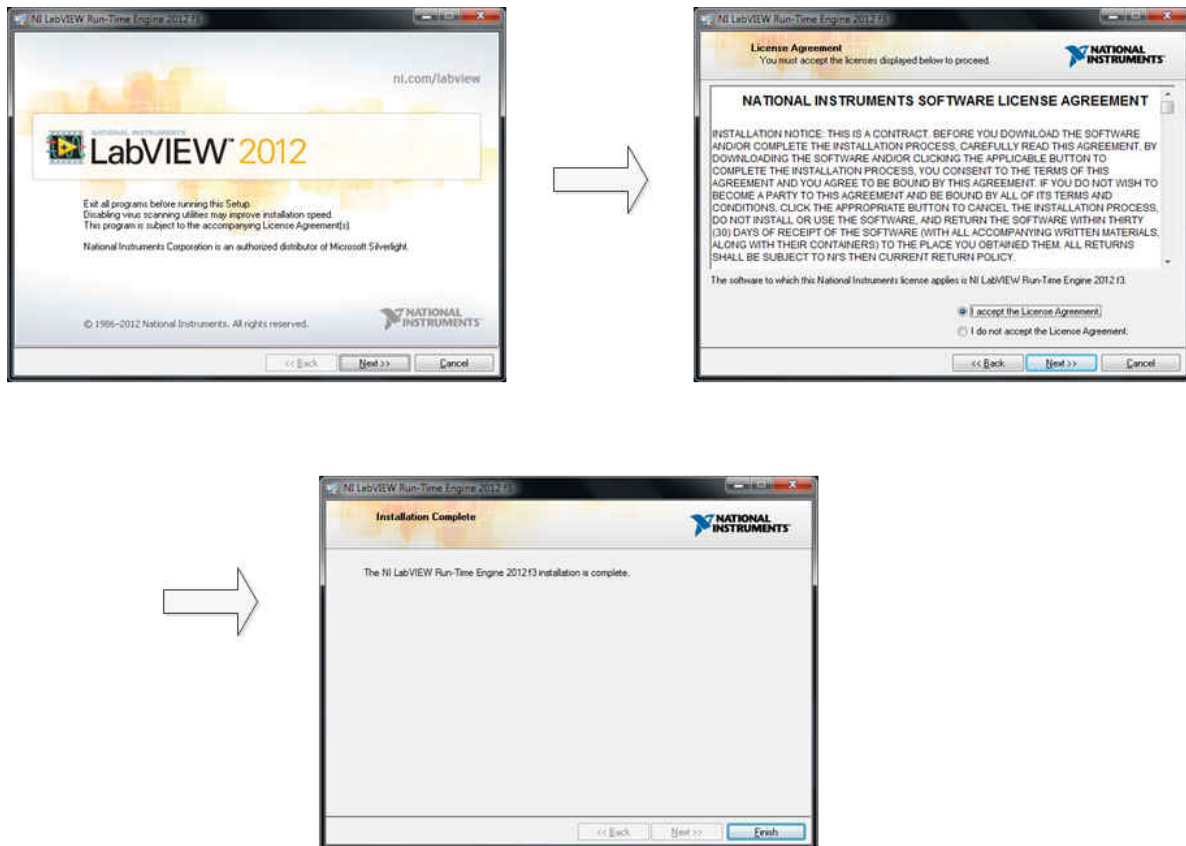 NI LabVIEW Run-Time Engine 2012 f3
ni.com/labview
NATIONAL INSTRUMENTS
LabVIEW™ 2012
Exit all programs before running this Setup.
Disabling virus scanning utilities may improve installation speed.
This program is subject to the accompanying License Agreement(s).
National Instruments Corporation is an authorized distributor of Microsoft Silverlight.
© 1986–2012 National Instruments. All rights reserved.
NATIONAL
INSTRUMENTS
<< Back Next >> Cancel
NI LabVIEW Run-Time Engine 2012 f3
License Agreement
You must accept the licenses displayed below to proceed.
NATIONAL
INSTRUMENTS
NATIONAL INSTRUMENTS SOFTWARE LICENSE AGREEMENT
INSTALLATION NOTICE: THIS IS A CONTRACT. BEFORE YOU DOWNLOAD THE SOFTWARE
AND/OR COMPLETE THE INSTALLATION PROCESS, CAREFULLY READ THIS AGREEMENT. BY
DOWNLOADING THE SOFTWARE AND/OR CLICKING THE APPLICABLE BUTTON TO
COMPLETE THE INSTALLATION PROCESS, YOU CONSENT TO THE TERMS OF THIS
AGREEMENT AND YOU AGREE TO BE BOUND BY THIS AGREEMENT. IF YOU DO NOT WISH TO
BECOME A PARTY TO THIS AGREEMENT AND BE BOUND BY ALL OF ITS TERMS AND
CONDITIONS, CLICK THE APPROPRIATE BUTTON TO CANCEL THE INSTALLATION PROCESS,
DO NOT INSTALL OR USE THE SOFTWARE, AND RETURN THE SOFTWARE WITHIN THIRTY
(30) DAYS OF RECEIPT OF THE SOFTWARE (WITH ALL ACCOMPANYING WRITTEN MATERIALS,
ALONG WITH THEIR CONTAINERS) TO THE PLACE YOU OBTAINED THEM. ALL RETURNS
SHALL BE SUBJECT TO NI'S THEN CURRENT RETURN POLICY.
The software to which this National Instruments license applies is NI LabVIEW Run-Time Engine 2012 f3.
I accept the License Agreement.
I do not accept the License Agreement.
<< Back Next >> Cancel
NI LabVIEW Run-Time Engine 2012 f3
Installation Complete
NATIONAL
INSTRUMENTS
The NI LabVIEW Run-Time Engine 2012 f3 installation is complete.
<< Back Next >> Finish